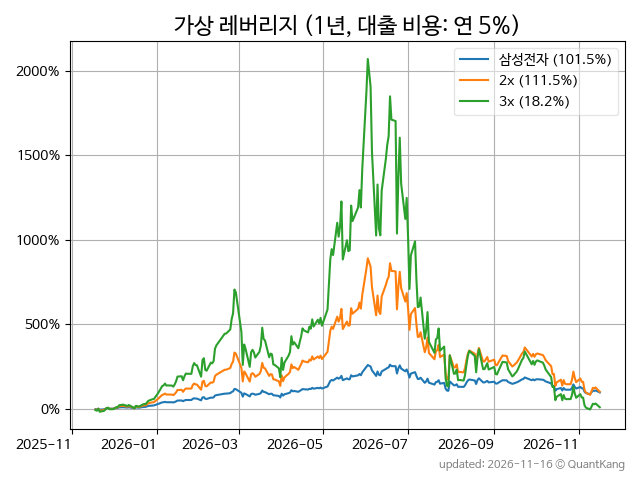 가상 레버리지 (1년, 대출 비용: 연 5%)
삼성전자 (101.5%)
2x (111.5%)
3x (18.2%)
2000%
1500%
1000%
500%
0%
2025-11 2026-01 2026-03 2026-05 2026-07 2026-09 2026-11
updated: 2026-11-16 © QuantKang